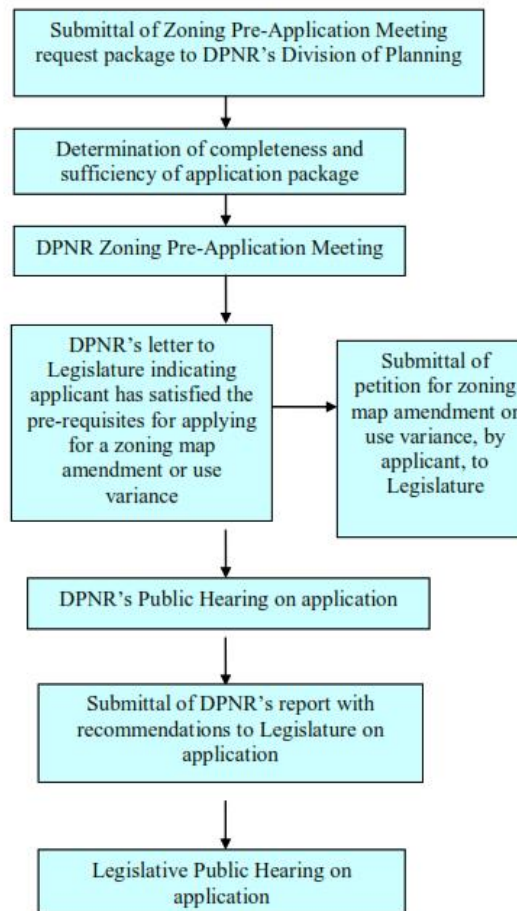 Submittal of Zoning Pre-Application Meeting
request package to DPNR's Division of Planning
Determination of completeness and
sufficiency of application package
DPNR Zoning Pre-Application Meeting
DPNR's letter to
Legislature indicating
applicant has satisfied the
pre-requisites for applying
for a zoning map
amendment or use
variance
Submittal of
petition for zoning
map amendment or
use variance, by
applicant, to
Legislature
DPNR's Public Hearing on application
Submittal of DPNR's report with
recommendations to Legislature on
application
Legislative Public Hearing on
application